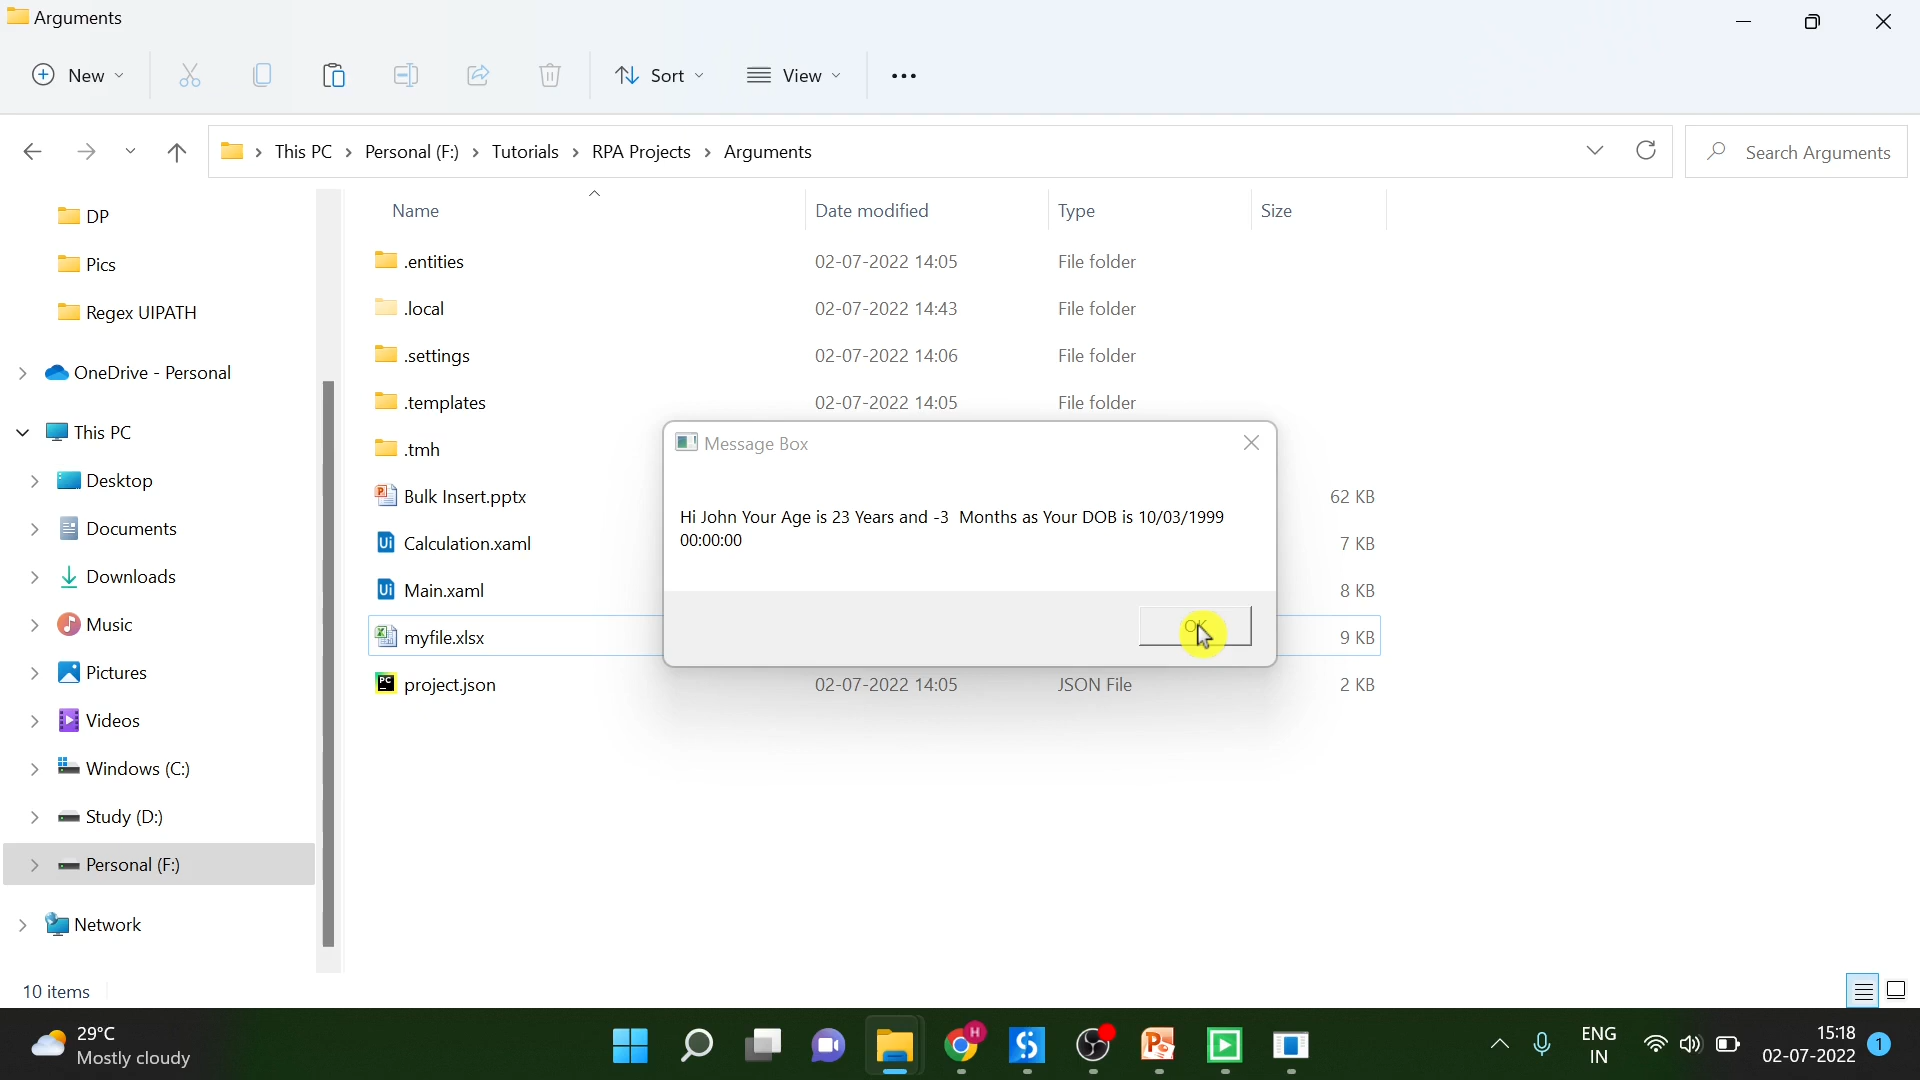 Arguments
New
Sort
View
This PC
Personal (F:)
Tutorials
RPA Projects
Arguments
Search Arguments
DP
Pics
Regex UIPATH
OneDrive - Personal
This PC
Desktop
Documents
Downloads
Music
Pictures
Videos
Windows (C:)
Study (D:)
Personal (F:)
Network
Name Date modified Type Size
.entities 02-07-2022 14:05 File folder
.local 02-07-2022 14:43 File folder
.settings 02-07-2022 14:06 File folder
.templates 02-07-2022 14:05 File folder
.tmh
Bulk Insert.pptx 62 KB
Calculation.xaml 7 KB
Main.xaml 8 KB
myfile.xlsx 9 KB
project.json 02-07-2022 14:05 JSON File 2 KB
Message Box
Hi John Your Age is 23 Years and -3 Months as Your DOB is 10/03/1999
00:00:00
OK
10 items
29°C
Mostly cloudy
H
ENG
IN
15:18
02-07-2022
1